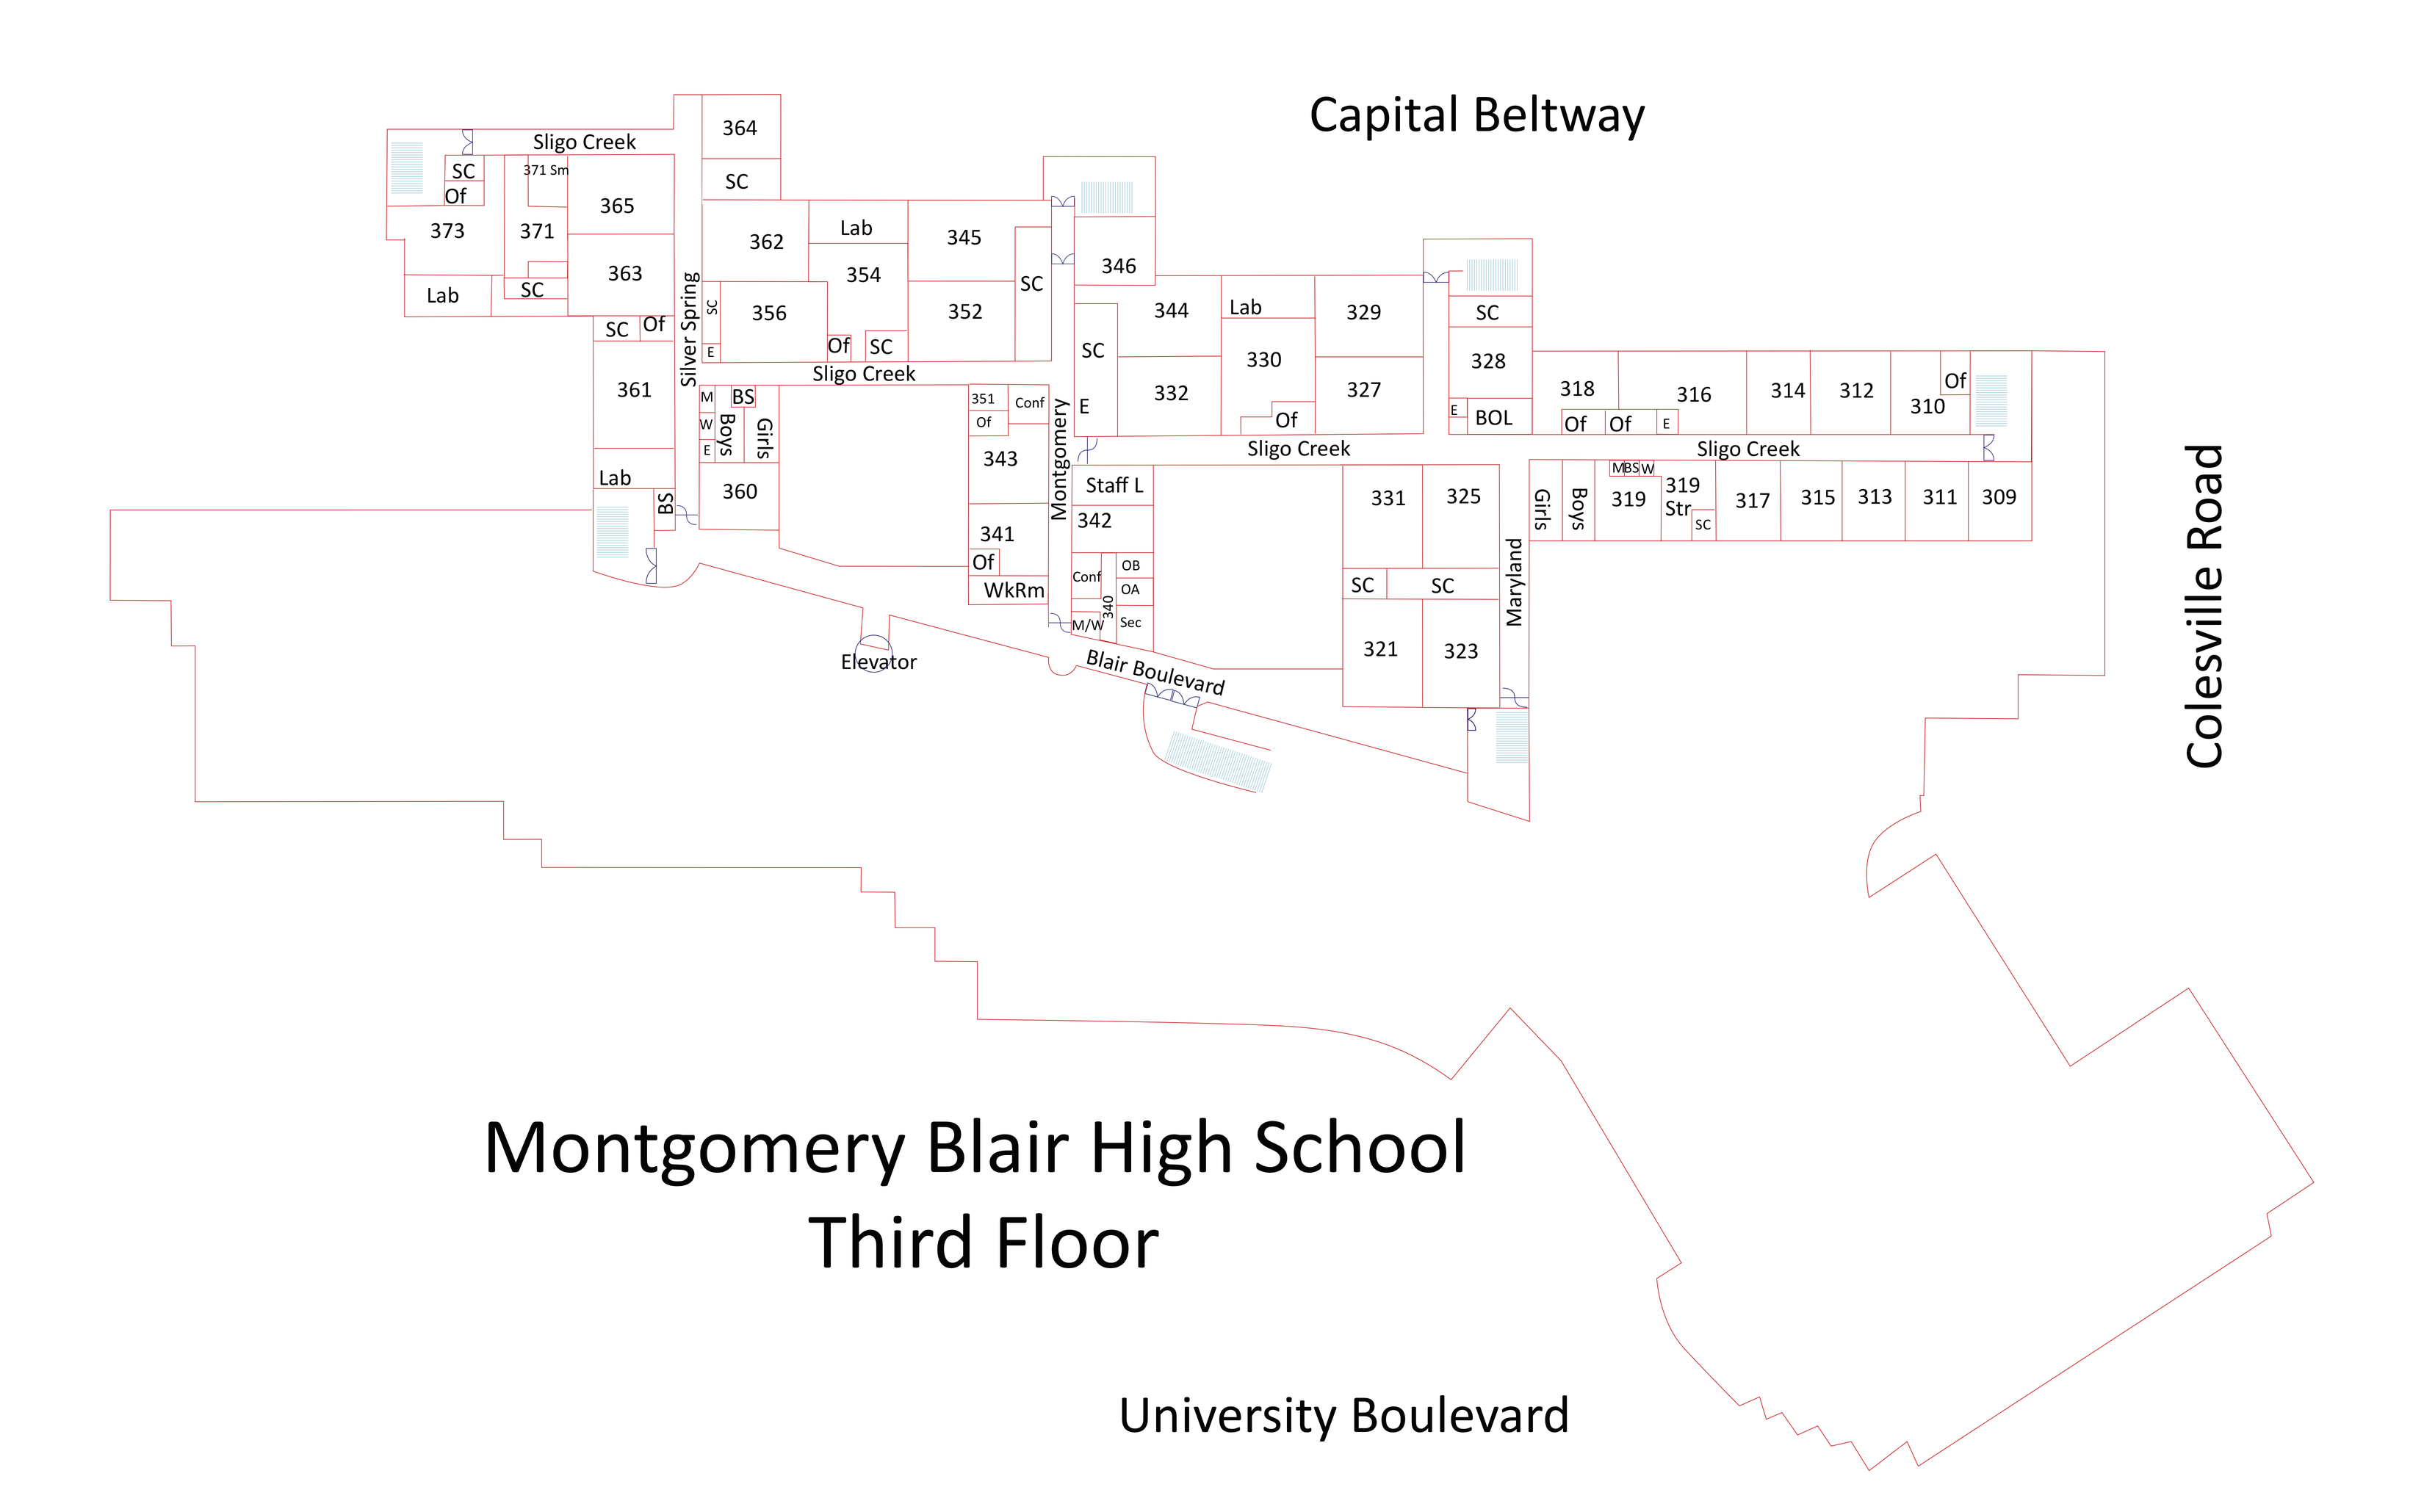 Capital Beltway
364
Sligo Creek
SC
371 Sm
SC
Of
365
373
371
Lab
362
345
354
346
363
SC
Lab
SC
SC
356
352
344
Lab
329
SC
SC
Of
Silver Spring
E
Of
SC
SC
330
328
361
Sligo Creek
332
327
318
316
314
312
Of
310
M
BS
351
Conf
E
E
BOL
W
Boys
Girls
Of
Montgomery
Of
Of
Of
E
E
343
Sligo Creek
Sligo Creek
Lab
360
Staff L
331
325
M
BS
W
319
319
Str
SC
317
315
313
311
309
Girls
Boys
BS
341
342
Of
Conf
OB
OA
340
WkRm
M/W
Sec
SC
SC
Maryland
Colesville Road
Elevator
Blair Boulevard
321
323
Montgomery Blair High School
Third Floor
University Boulevard